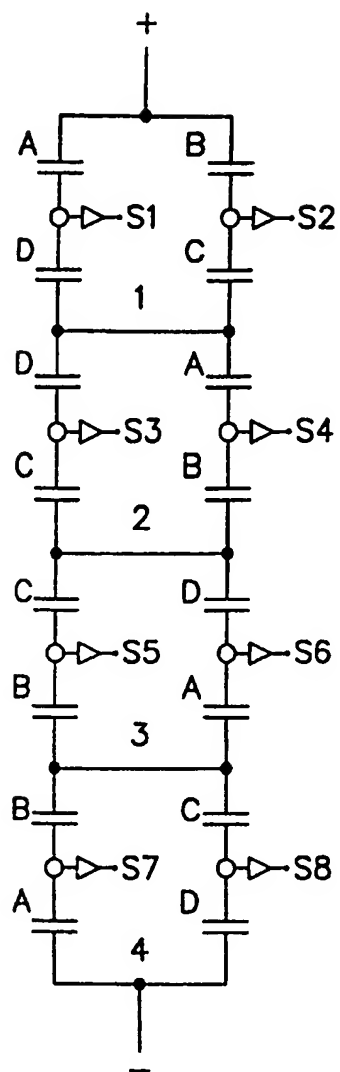 +
A B
S1 S2
D C
1
D A
S3 S4
C B
2
C D
S5 S6
B A
3
B C
S7 S8
A D
4
−